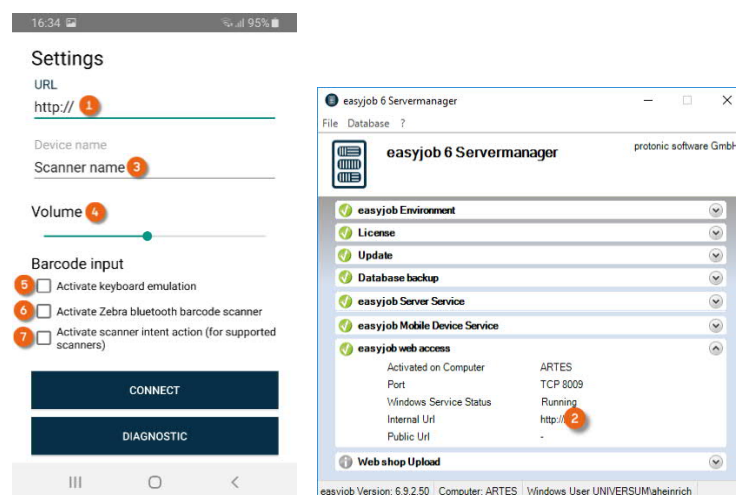 16:34 95%
Settings
URL
http:// 1
Device name
Scanner name 3
Volume 4
Barcode input
5 Activate keyboard emulation
6 Activate Zebra bluetooth barcode scanner
7 Activate scanner intent action (for supported
scanners)
CONNECT
DIAGNOSTIC
easyjob 6 Servermanager
File Database ?
easyjob 6 Servermanager
protonic software GmbH
easyjob Environment
License
Update
Database backup
easyjob Server Service
easyjob Mobile Device Service
easyjob web access
Activated on Computer ARTES
Port TCP 8009
Windows Service Status Running
Internal Url http:// 2
Public Url -
Web shop Upload
easyjob Version: 6.9.2.50 Computer: ARTES Windows User UNIVERSUM\aheinrich